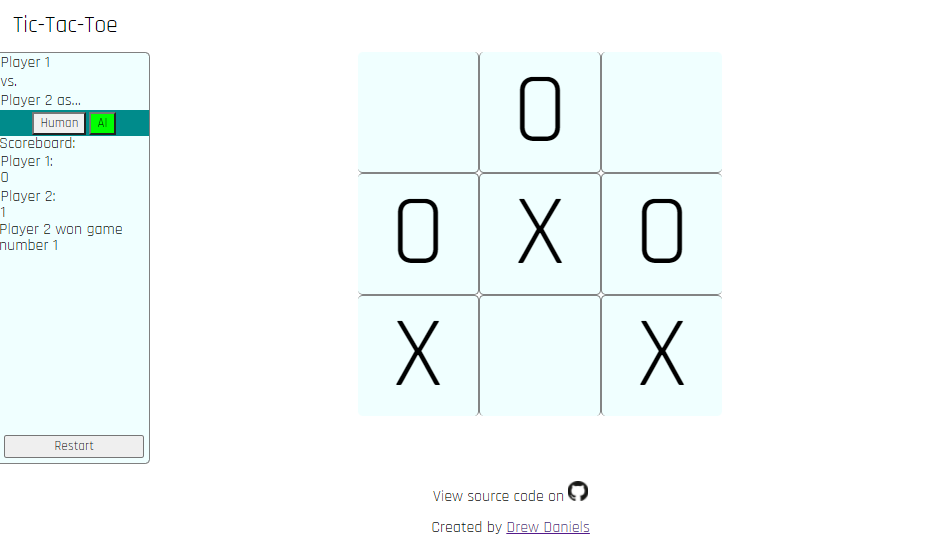 Tic-Tac-Toe
Player 1
vs.
Player 2 as...
Human AI
Scoreboard:
Player 1:
0
Player 2:
1
Player 2 won game
number 1
Restart
O
O X O
X X
View source code on
Created by Drew Daniels